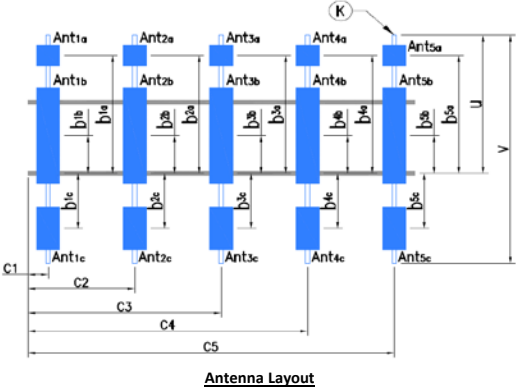 K
Ant1a Ant2a Ant3a Ant4a Ant5a
Ant1b Ant2b Ant3b Ant4b Ant5b
b1b b1a b2b b2a b3b b3a b4b b4a b5b b5a u v
b1c b2c b3c b4c b5c
Ant1c Ant2c Ant3c Ant4c Ant5c
C1
C2
C3
C4
C5
Antenna Layout